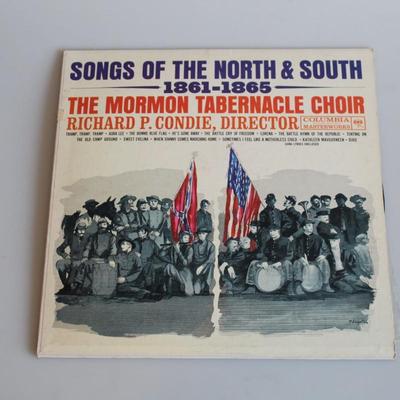 SONGS OF THE NORTH & SOUTH
1861-1865
THE MORMON TABERNACLE CHOIR
RICHARD P. CONDIE, DIRECTOR
COLUMBIA
MASTERWORKS
TRAMP, TRAMP, TRAMP • AURA LEE • THE BONNIE BLUE FLAG • HE'S GONE AWAY • THE BATTLE CRY OF FREEDOM • LORENA • THE BATTLE HYMN OF THE REPUBLIC • TENTING ON
THE OLD CAMP GROUND • SWEET EVELINA • WHEN JOHNNY COMES MARCHING HOME • SOMETIMES I FEEL LIKE A MOTHERLESS CHILD • KATHLEEN MAVOURNEEN • DIXIE